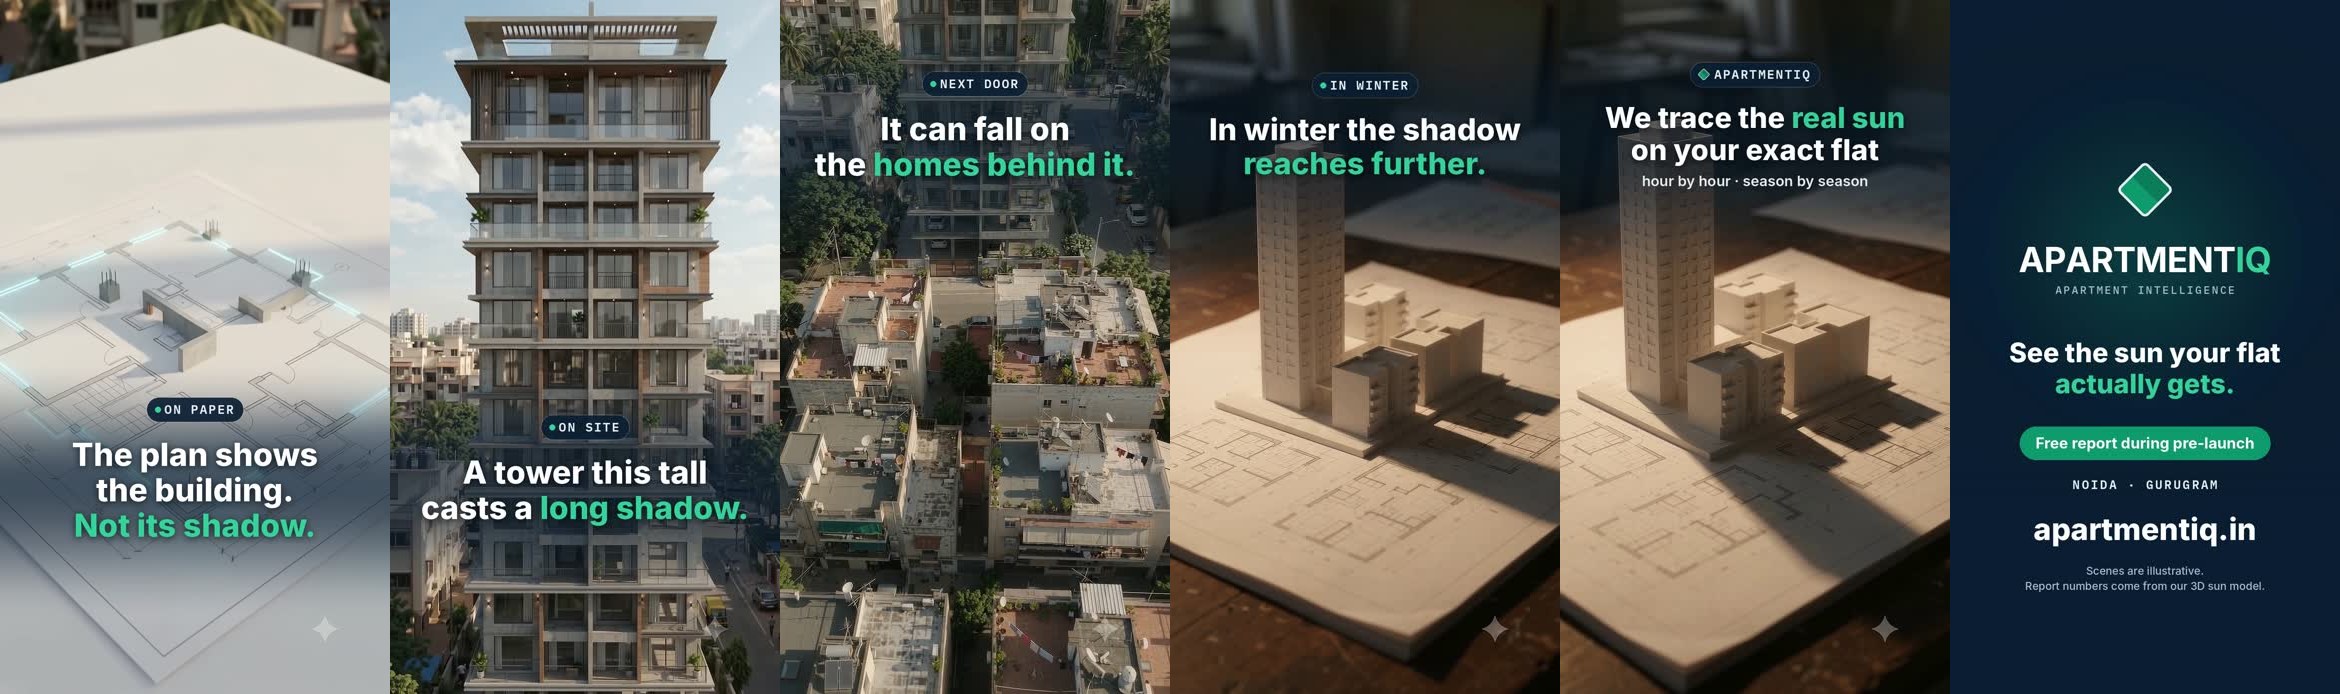 ON PAPER
The plan shows
the building.
Not its shadow.
ON SITE
A tower this tall
casts a long shadow.
NEXT DOOR
It can fall on
the homes behind it.
IN WINTER
In winter the shadow
reaches further.
APARTMENTIQ
We trace the real sun
on your exact flat
hour by hour · season by season
APARTMENTIQ
APARTMENT INTELLIGENCE
See the sun your flat
actually gets.
Free report during pre-launch
NOIDA · GURUGRAM
apartmentiq.in
Scenes are illustrative.
Report numbers come from our 3D sun model.